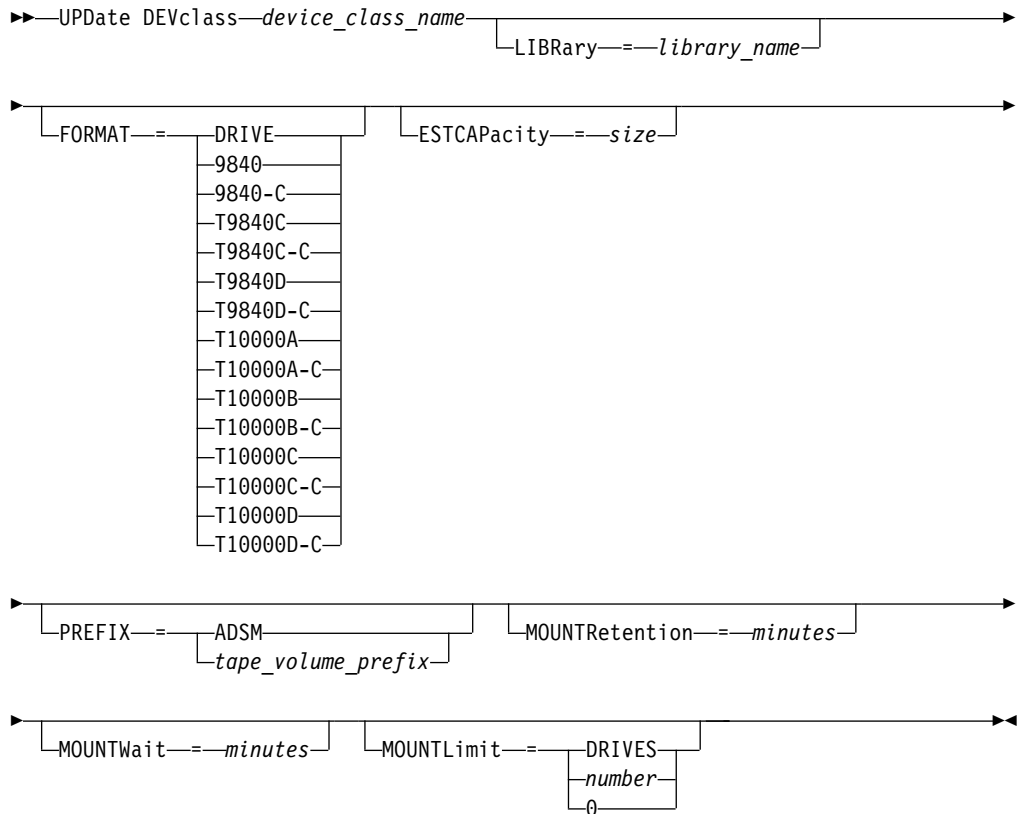 UPDate DEVclass device_class_name
LIBRary = library_name
FORMAT = DRIVE
9840
9840-C
T9840C
T9840C-C
T9840D
T9840D-C
T10000A
T10000A-C
T10000B
T10000B-C
T10000C
T10000C-C
T10000D
T10000D-C
ESTCAPacity = size
PREFIX = ADSM
tape_volume_prefix
MOUNTRetention = minutes
MOUNTWait = minutes
MOUNTLimit = DRIVES
number
0